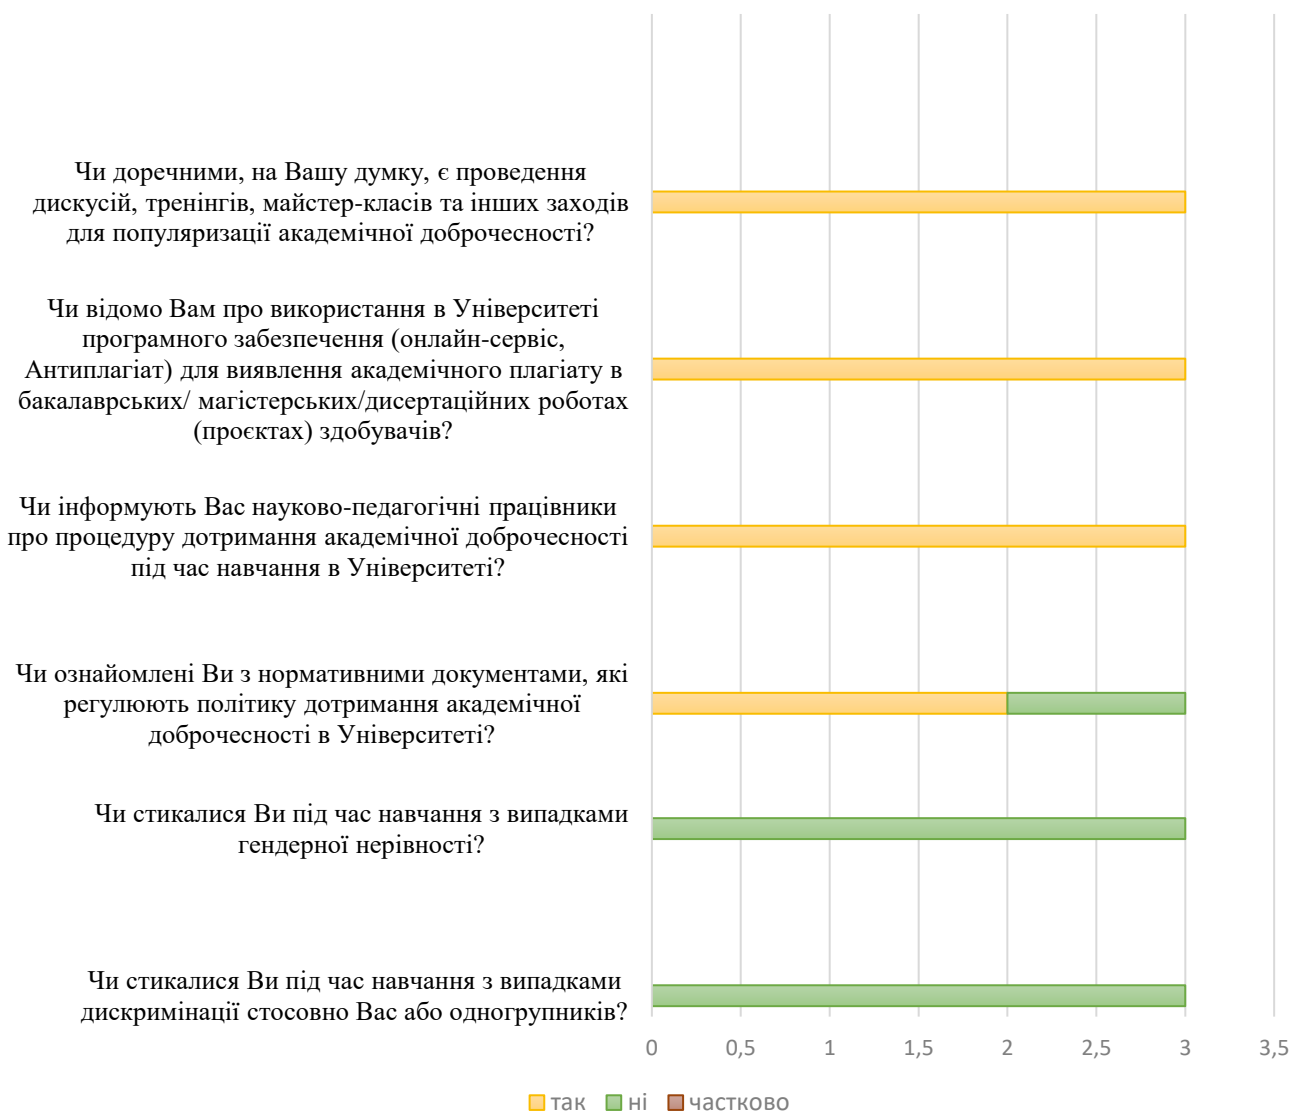 Чи доречними, на Вашу думку, є проведення
дискусій, тренінгів, майстер-класів та інших заходів
для популяризації академічної доброчесності?
Чи відомо Вам про використання в Університеті
програмного забезпечення (онлайн-сервіс,
Антиплагіат) для виявлення академічного плагіату в
бакалаврських/ магістерських/дисертаційних роботах
(проєктах) здобувачів?
Чи інформують Вас науково-педагогічні працівники
про процедуру дотримання академічної доброчесності
під час навчання в Університеті?
Чи ознайомлені Ви з нормативними документами, які
регулюють політику дотримання академічної
доброчесності в Університеті?
Чи стикалися Ви під час навчання з випадками
гендерної нерівності?
Чи стикалися Ви під час навчання з випадками
дискримінації стосовно Вас або одногрупників?
0 0,5 1 1,5 2 2,5 3 3,5
так ні частково